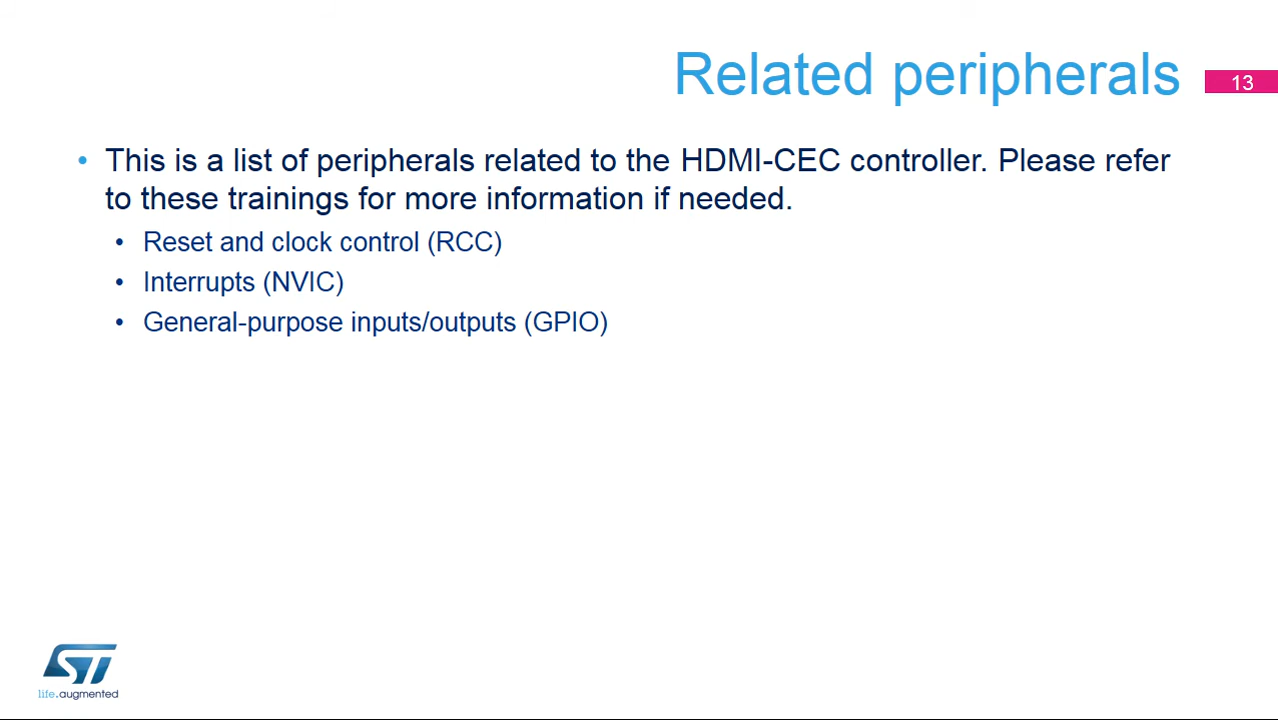 Related peripherals
13
• This is a list of peripherals related to the HDMI-CEC controller. Please refer
to these trainings for more information if needed.
• Reset and clock control (RCC)
• Interrupts (NVIC)
• General-purpose inputs/outputs (GPIO)
ST
life.augmented